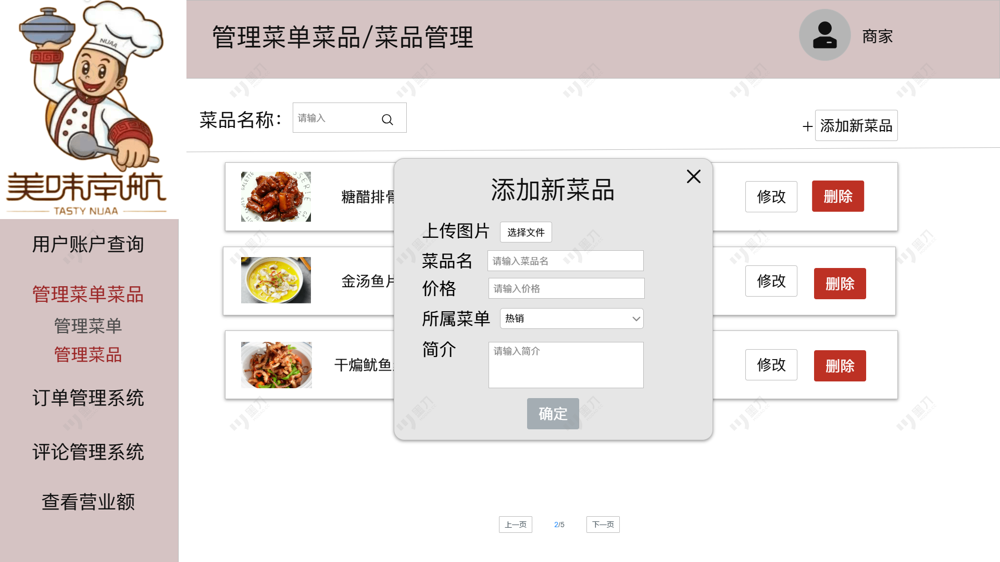 NUAA
美味南航
TASTY NUAA
用户账户查询
管理菜单菜品
管理菜单
管理菜品
订单管理系统
评论管理系统
查看营业额
管理菜单菜品/菜品管理
商家
菜品名称：
请输入
+
添加新菜品
糖醋排骨
修改
删除
金汤鱼片
修改
删除
干煸鱿鱼
修改
删除
添加新菜品
上传图片
选择文件
菜品名
请输入菜品名
价格
请输入价格
所属菜单
热销
简介
请输入简介
确定
上一页
2/5
下一页
墨刀